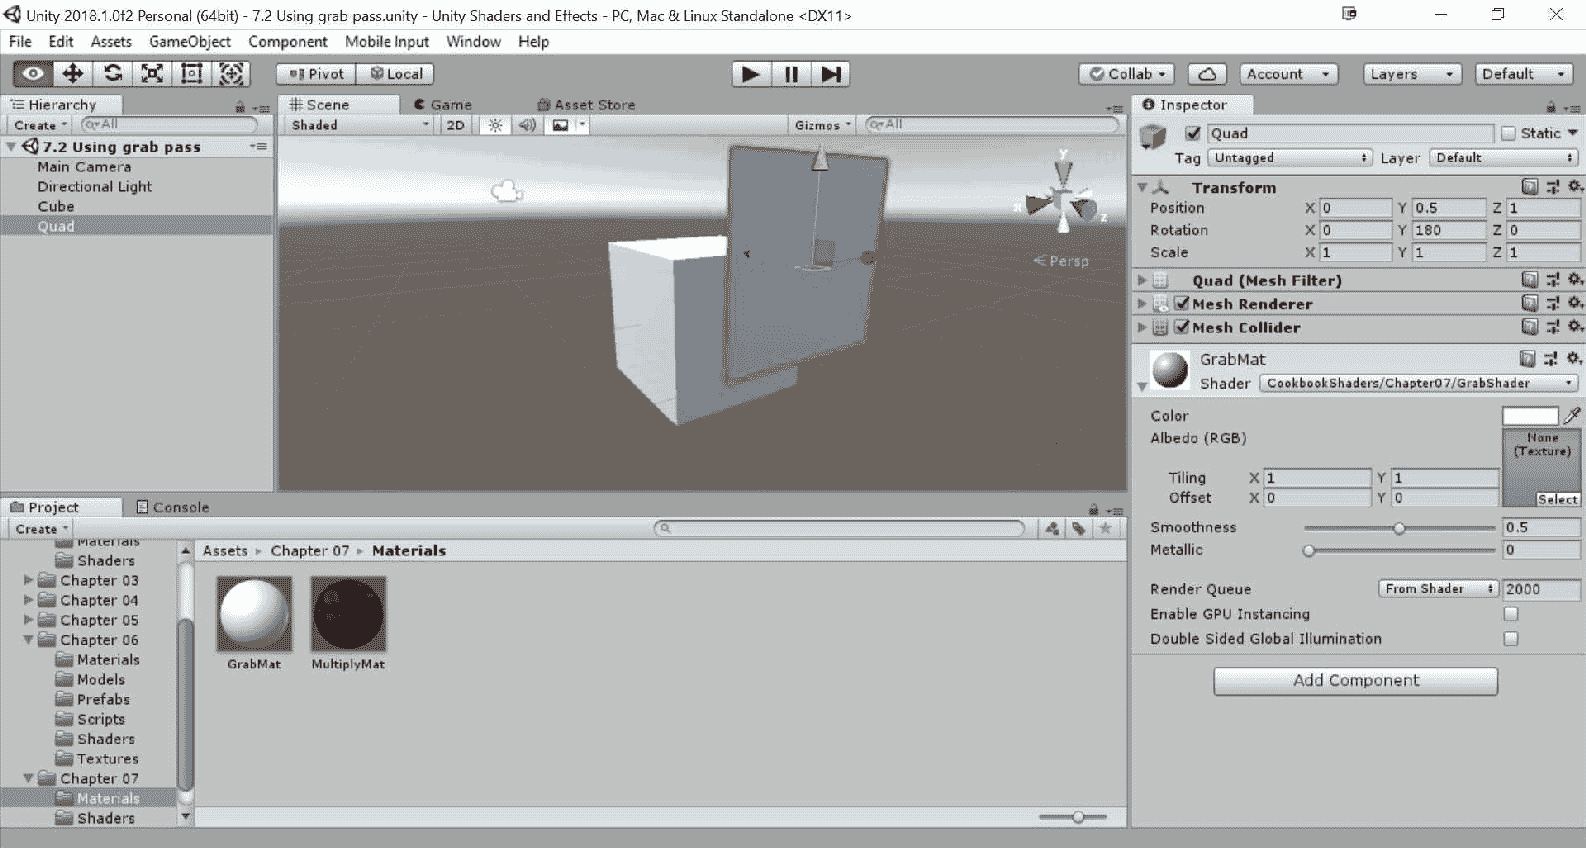 Unity 2018.1.0f2 Personal (64bit) - 7.2 Using grab pass.unity - Unity Shaders and Effects - PC, Mac & Linux Standalone <DX11>
File Edit Assets GameObject Component Mobile Input Window Help
Pivot Local Collab Account Layers Default
Hierarchy
Create All
7.2 Using grab pass
Main Camera
Directional Light
Cube
Quad
Scene Game Asset Store
Shaded 2D Gizmos All
y
x
z
Persp
Inspector
Quad Static
Tag Untagged Layer Default
Transform
Position X 0 Y 0.5 Z 1
Rotation X 0 Y 180 Z 0
Scale X 1 Y 1 Z 1
Quad (Mesh Filter)
Mesh Renderer
Mesh Collider
GrabMat
Shader CookbookShaders/Chapter07/GrabShader
Color
Albedo (RGB)
None
(Texture)
Tiling X 1 Y 1
Offset X 0 Y 0
Select
Smoothness 0.5
Metallic 0
Render Queue From Shader 2000
Enable GPU Instancing
Double Sided Global Illumination
Add Component
Project Console
Create
Materials
Shaders
Chapter 03
Chapter 04
Chapter 05
Chapter 06
Materials
Models
Prefabs
Scripts
Shaders
Textures
Chapter 07
Materials
Shaders
Assets Chapter 07 Materials
GrabMat MultiplyMat